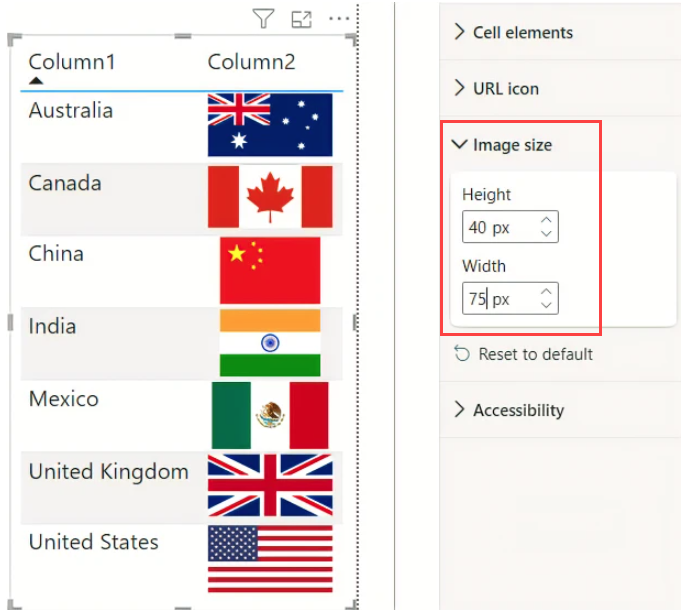 Column1 Column2
Australia
Canada
China
India
Mexico
United Kingdom
United States
Cell elements
URL icon
Image size
Height
40 px
Width
75 px
Reset to default
Accessibility